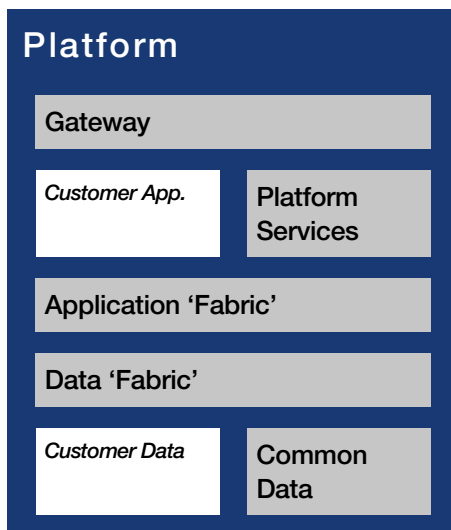 Platform
Gateway
Customer App.
Platform
Services
Application ‘Fabric’
Data ‘Fabric’
Customer Data
Common
Data